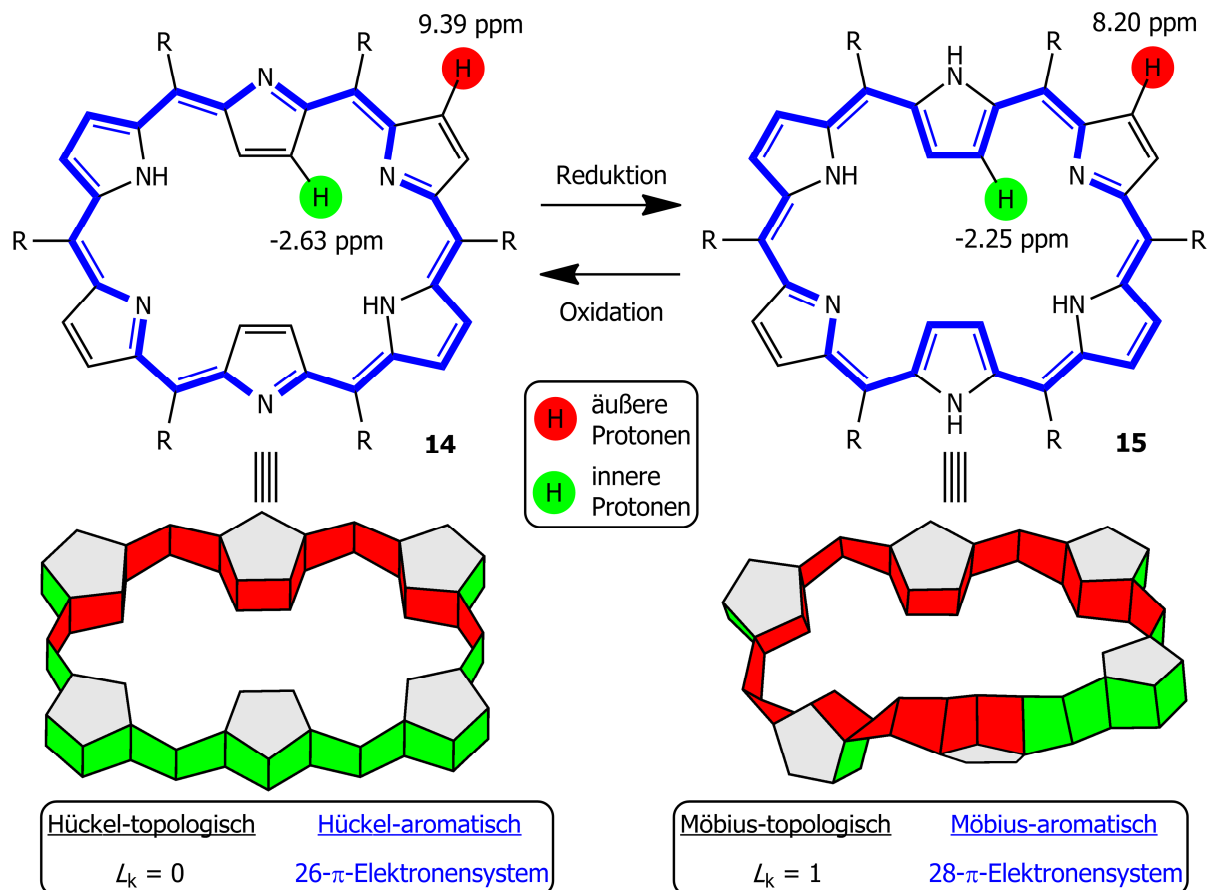 9.39 ppm
8.20 ppm
R
R
H
N
NH
N
H
-2.63 ppm
R
R
N
HN
N
R
R
14
Reduktion
Oxidation
R
R
H
H
N
NH
N
H
-2.25 ppm
R
R
N
HN
N
H
R
R
15
H äußere
Protonen
H innere
Protonen
Hückel-topologisch Hückel-aromatisch
Lk = 0 26-π-Elektronensystem
Möbius-topologisch Möbius-aromatisch
Lk = 1 28-π-Elektronensystem